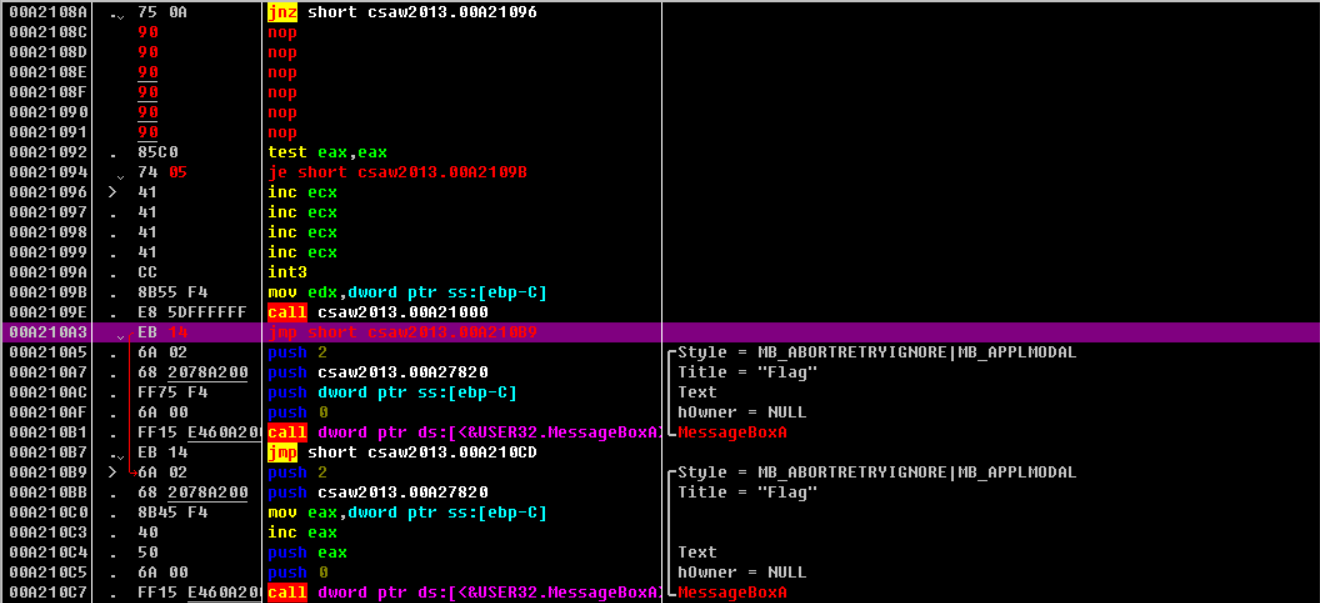 00A2108A 75 0A jnz short csaw2013.00A21096
00A2108C 90 nop
00A2108D 90 nop
00A2108E 90 nop
00A2108F 90 nop
00A21090 90 nop
00A21091 90 nop
00A21092 . 85C0 test eax,eax
00A21094 74 05 je short csaw2013.00A2109B
00A21096 > 41 inc ecx
00A21097 . 41 inc ecx
00A21098 . 41 inc ecx
00A21099 . 41 inc ecx
00A2109A . CC int3
00A2109B . 8B55 F4 mov edx,dword ptr ss:[ebp-C]
00A2109E . E8 5DFFFFFF call csaw2013.00A21000
00A210A3 EB 14 jmp short csaw2013.00A210B9
00A210A5 . 6A 02 push 2 Style = MB_ABORTRETRYIGNORE|MB_APPLMODAL
00A210A7 . 68 2078A200 push csaw2013.00A27820 Title = "Flag"
00A210AC . FF75 F4 push dword ptr ss:[ebp-C] Text
00A210AF . 6A 00 push 0 hOwner = NULL
00A210B1 . FF15 E460A20 call dword ptr ds:[<&USER32.MessageBoxA> MessageBoxA
00A210B7 . EB 14 jmp short csaw2013.00A210CD
00A210B9 > 6A 02 push 2 Style = MB_ABORTRETRYIGNORE|MB_APPLMODAL
00A210BB . 68 2078A200 push csaw2013.00A27820 Title = "Flag"
00A210C0 . 8B45 F4 mov eax,dword ptr ss:[ebp-C]
00A210C3 . 40 inc eax
00A210C4 . 50 push eax Text
00A210C5 . 6A 00 push 0 hOwner = NULL
00A210C7 . FF15 E460A20 call dword ptr ds:[<&USER32.MessageBoxA> MessageBoxA